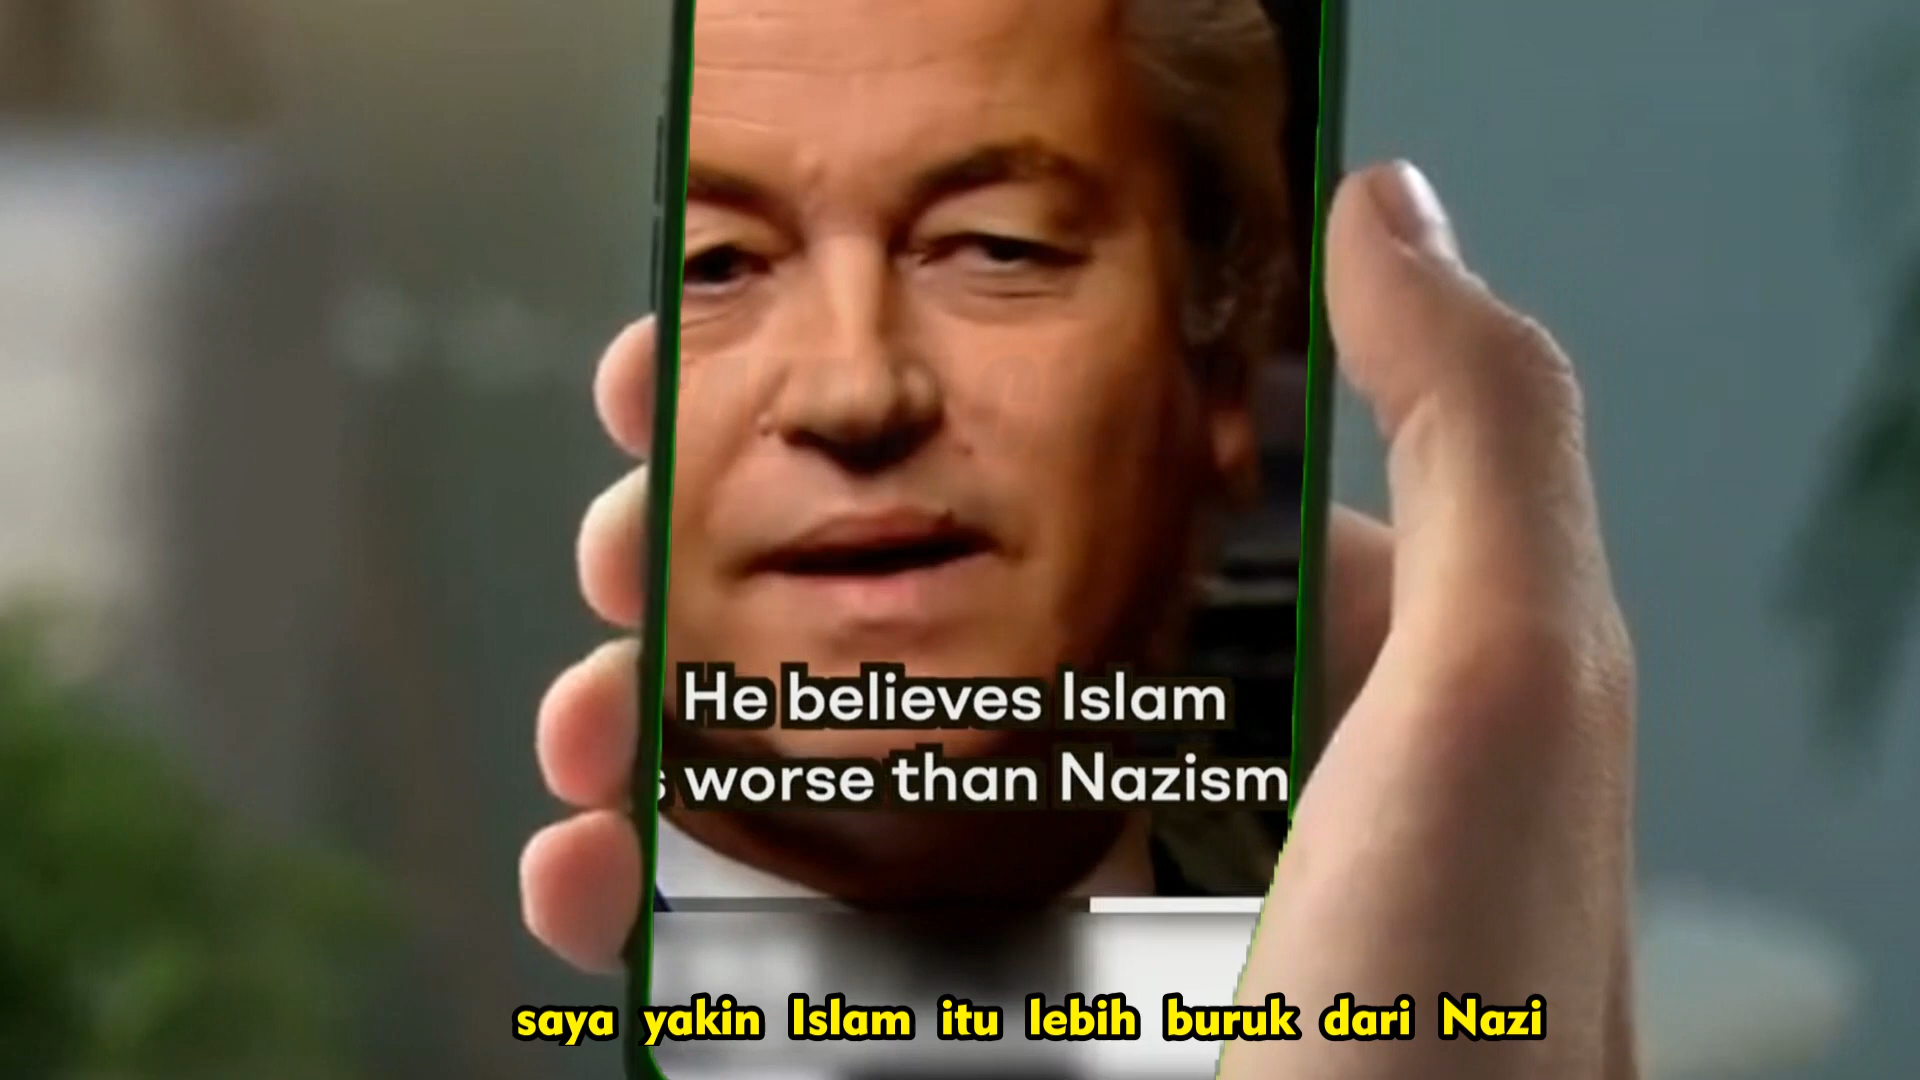 He believes Islam
s worse than Nazism
saya yakin Islam itu lebih buruk dari Nazi